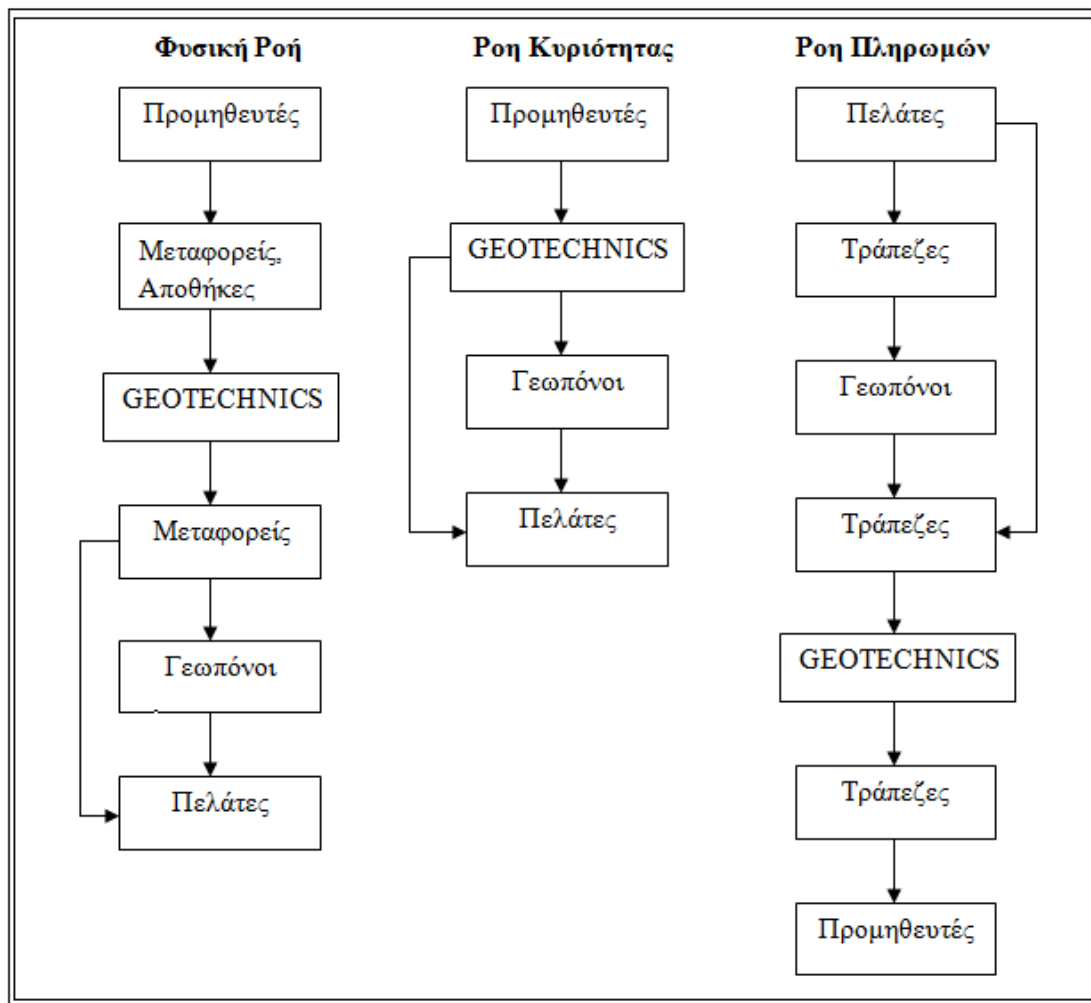 Φυσική Ροή
Προμηθευτές
Μεταφορείς,
Αποθήκες
GEOTECHNICS
Μεταφορείς
Γεωπόνοι
Πελάτες
Ροη Κυριότητας
Προμηθευτές
GEOTECHNICS
Γεωπόνοι
Πελάτες
Ροη Πληρωμών
Πελάτες
Τράπεζες
Γεωπόνοι
Τράπεζες
GEOTECHNICS
Τράπεζες
Προμηθευτές